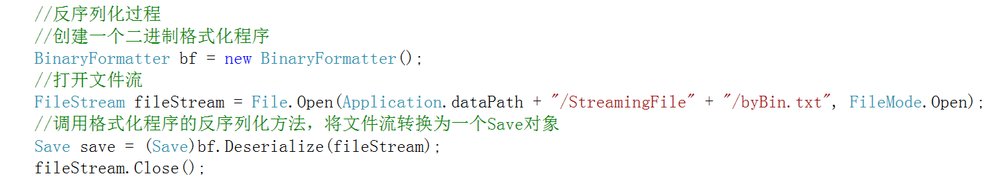 //反序列化过程
//创建一个二进制格式化程序
BinaryFormatter bf = new BinaryFormatter();
//打开文件流
FileStream fileStream = File.Open(Application.dataPath + "/StreamingFile" + "/byBin.txt", FileMode.Open);
//调用格式化程序的反序列化方法，将文件流转换为一个Save对象
Save save = (Save)bf.Deserialize(fileStream);
fileStream.Close();